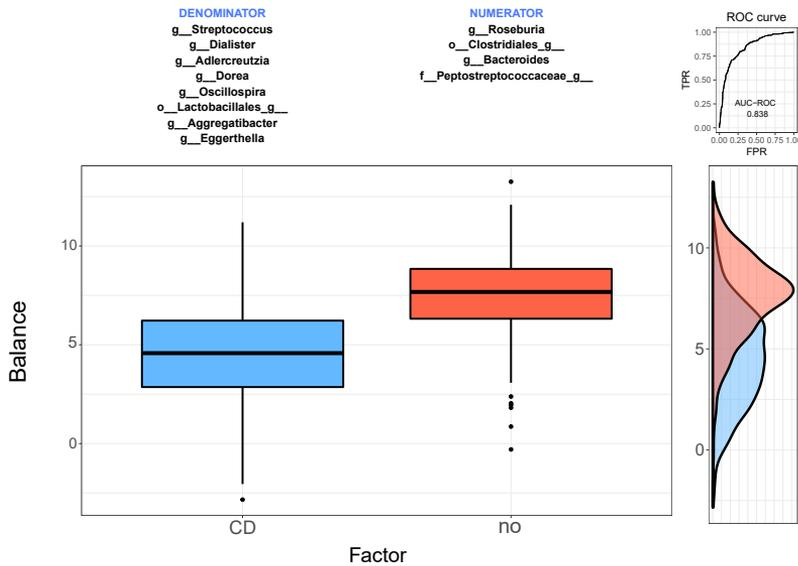 DENOMINATOR
g__Streptococcus
g__Dialister
g__Adlercreutzia
g__Dorea
g__Oscillospira
o__Lactobacillales_g__
g__Aggregatibacter
g__Eggerthella
NUMERATOR
g__Roseburia
o__Clostridiales_g__
g__Bacteroides
f__Peptostreptococcaceae_g__
ROC curve
1.00
0.75
0.50
0.25
0.00
TPR
AUC−ROC
0.838
0.00 0.25 0.50 0.75 1.00
FPR
Balance
10
5
0
CD
no
Factor
10
5
0